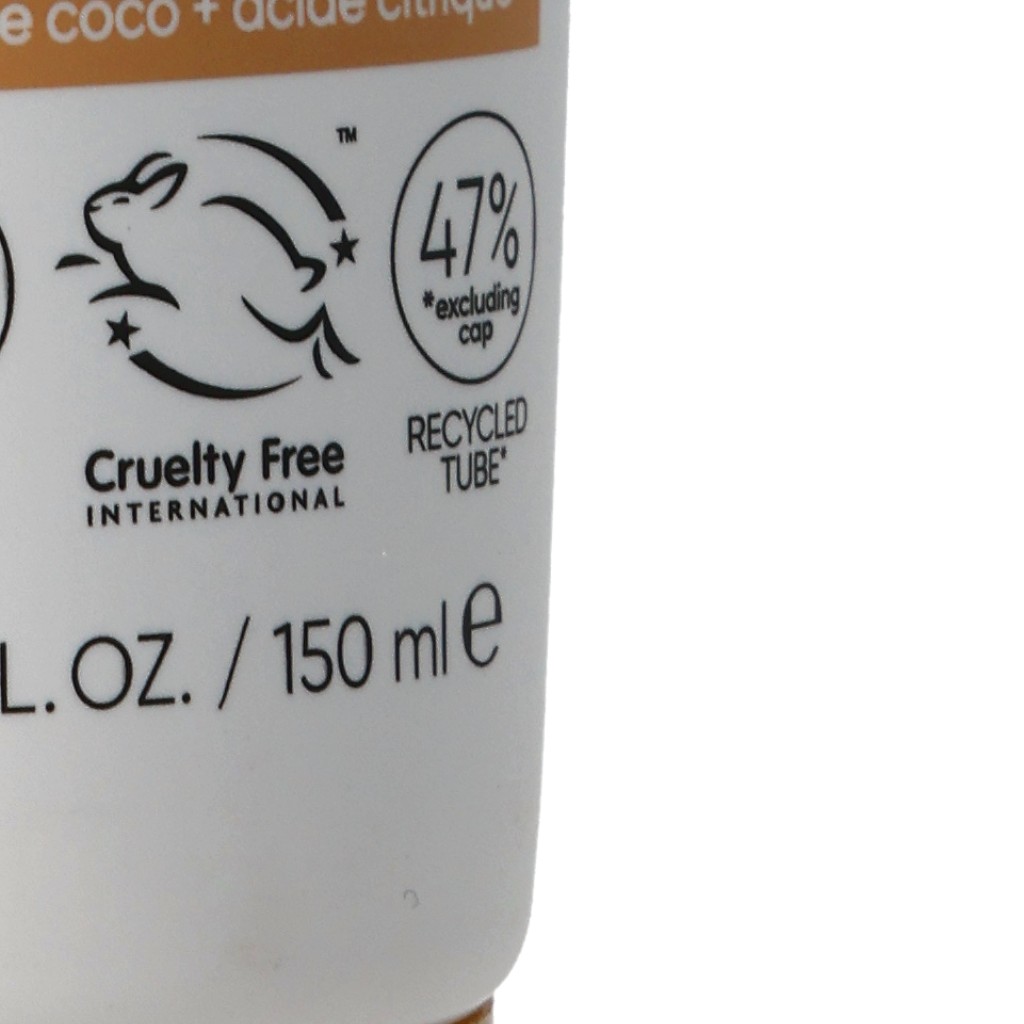 e coco + acide citrique
TM
47%
*excluding
cap
Cruelty Free
INTERNATIONAL
RECYCLED
TUBE*
L. OZ. / 150 ml e